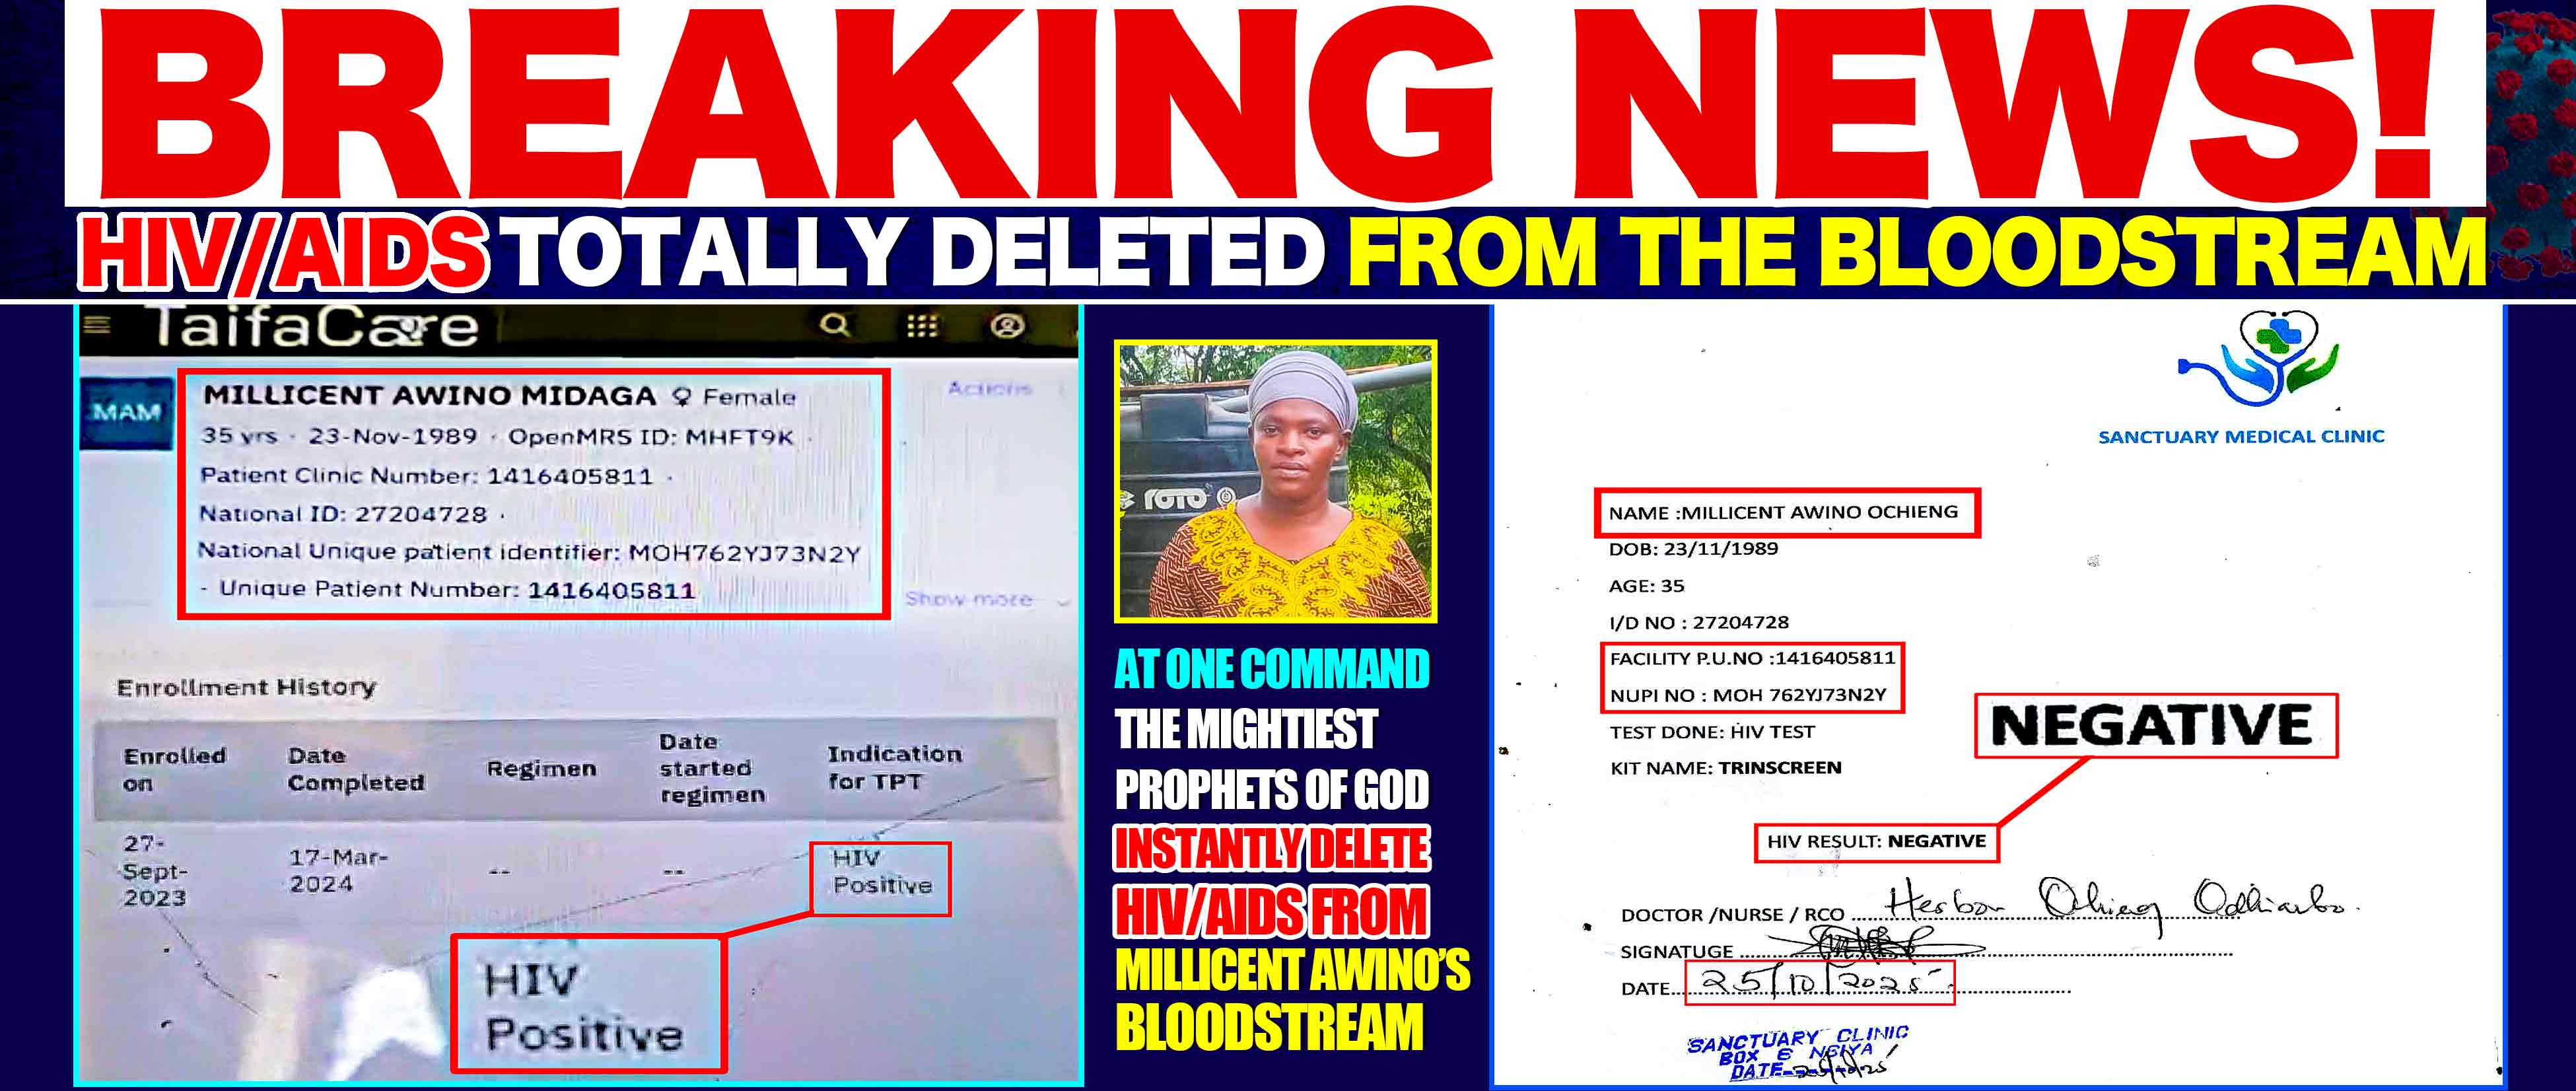 BREAKING NEWS!
HIV/AIDS TOTALLY DELETED FROM THE BLOODSTREAM
TaifaCare
MAM
MILLICENT AWINO MIDAGA ♀ Female
Actions
35 yrs · 23-Nov-1989 · OpenMRS ID: MHFT9K ·
Patient Clinic Number: 1416405811 ·
National ID: 27204728 ·
National Unique patient identifier: MOH762YJ73N2Y
· Unique Patient Number: 1416405811
Show more
Enrollment History
Enrolled on
Date Completed
Regimen
Date started regimen
Indication for TPT
27-Sept-2023
17-Mar-2024
--
--
HIV Positive
HIV
Positive
ROTO
AT ONE COMMAND
THE MIGHTIEST
PROPHETS OF GOD
INSTANTLY DELETE
HIV/AIDS FROM
MILLICENT AWINO'S
BLOODSTREAM
SANCTUARY MEDICAL CLINIC
NAME :MILLICENT AWINO OCHIENG
DOB: 23/11/1989
AGE: 35
I/D NO : 27204728
FACILITY P.U.NO :1416405811
NUPI NO : MOH 762YJ73N2Y
TEST DONE: HIV TEST
KIT NAME: TRINSCREEN
NEGATIVE
HIV RESULT: NEGATIVE
DOCTOR /NURSE / RCO
SIGNATUGE
DATE 25/10/2025
SANCTUARY CLINIC
BOX 6 NGIYA
DATE